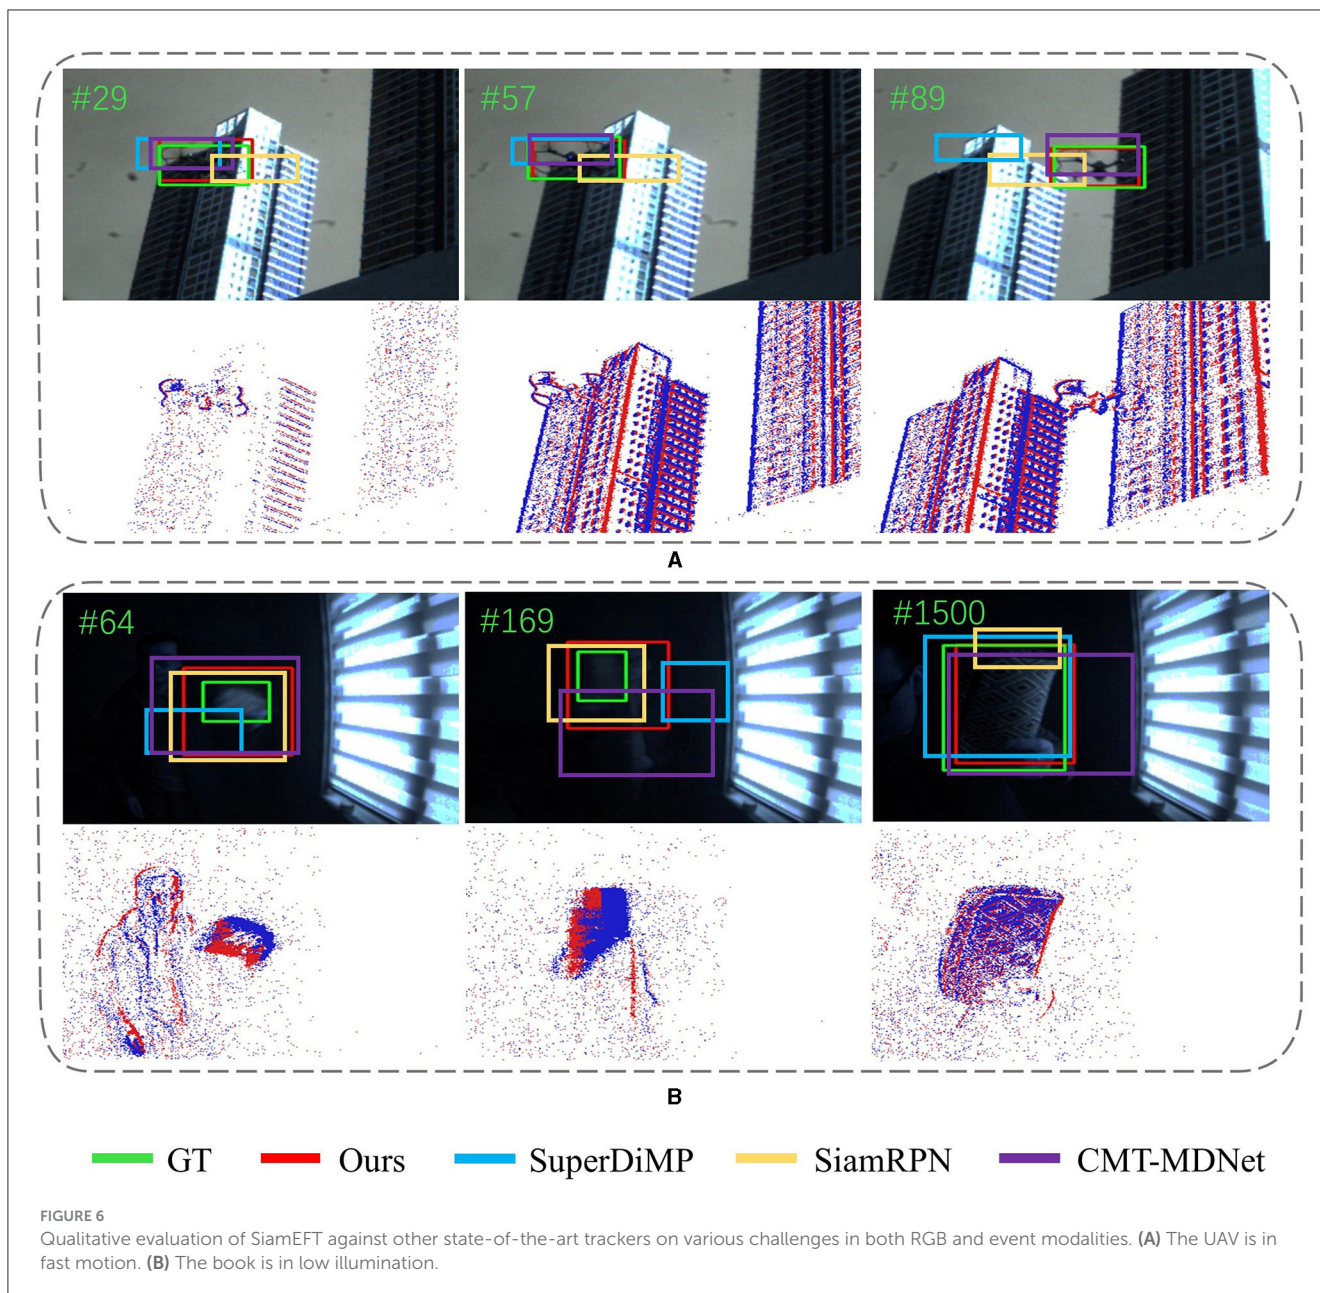 #29
#57
#89
A
#64
#169
#1500
B
GT
Ours
SuperDiMP
SiamRPN
CMT-MDNet
FIGURE 6
Qualitative evaluation of SiamEFT against other state-of-the-art trackers on various challenges in both RGB and event modalities. (A) The UAV is in
fast motion. (B) The book is in low illumination.